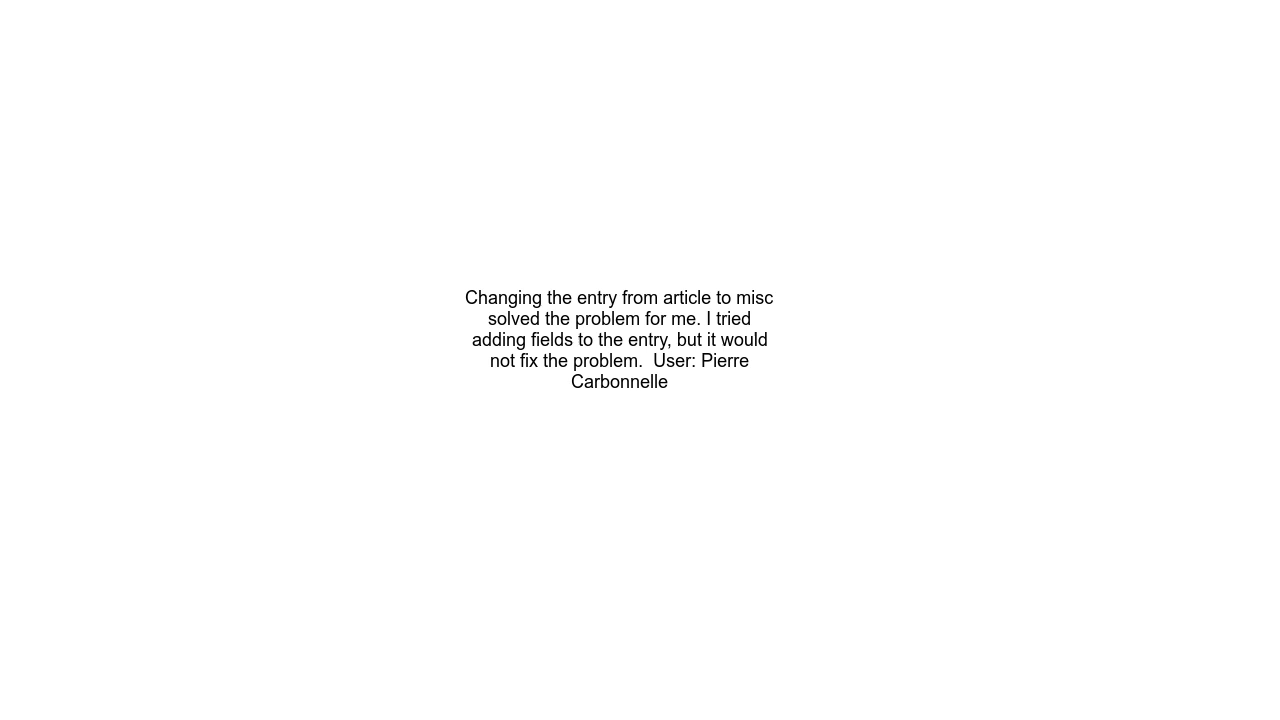 Changing the entry from article to misc
solved the problem for me. I tried
adding fields to the entry, but it would
not fix the problem.  User: Pierre
Carbonnelle